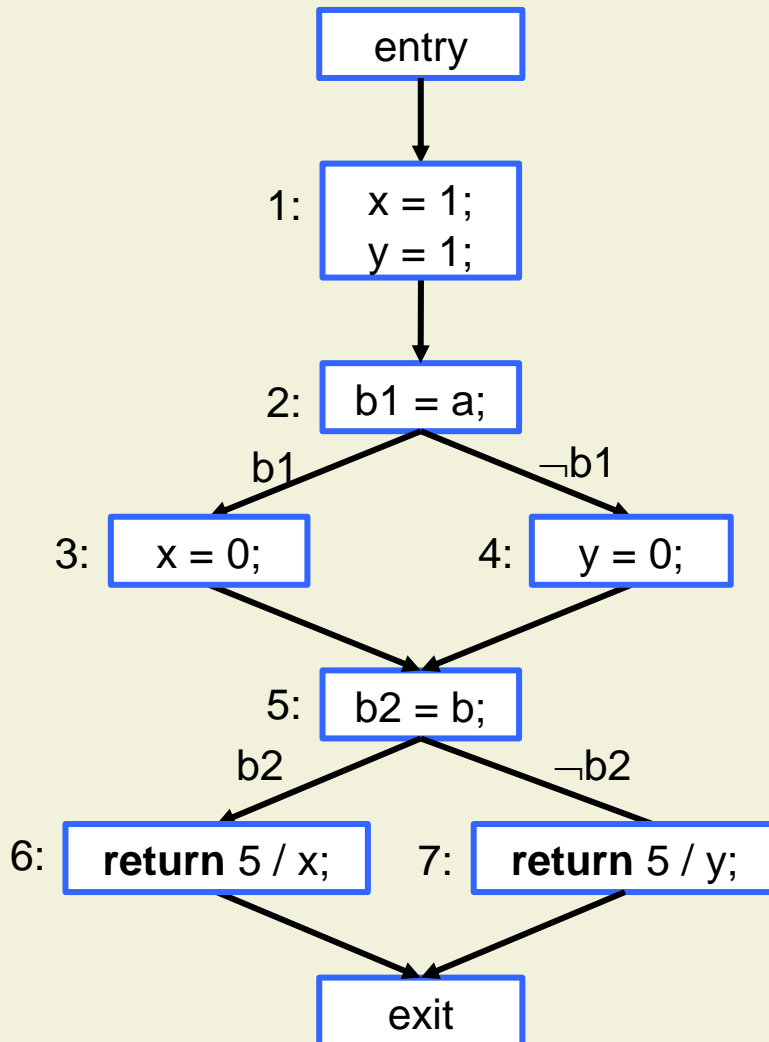 entry
1: x = 1;
y = 1;
2: b1 = a;
b1 ¬b1
3: x = 0; 4: y = 0;
5: b2 = b;
b2 ¬b2
6: return 5 / x; 7: return 5 / y;
exit